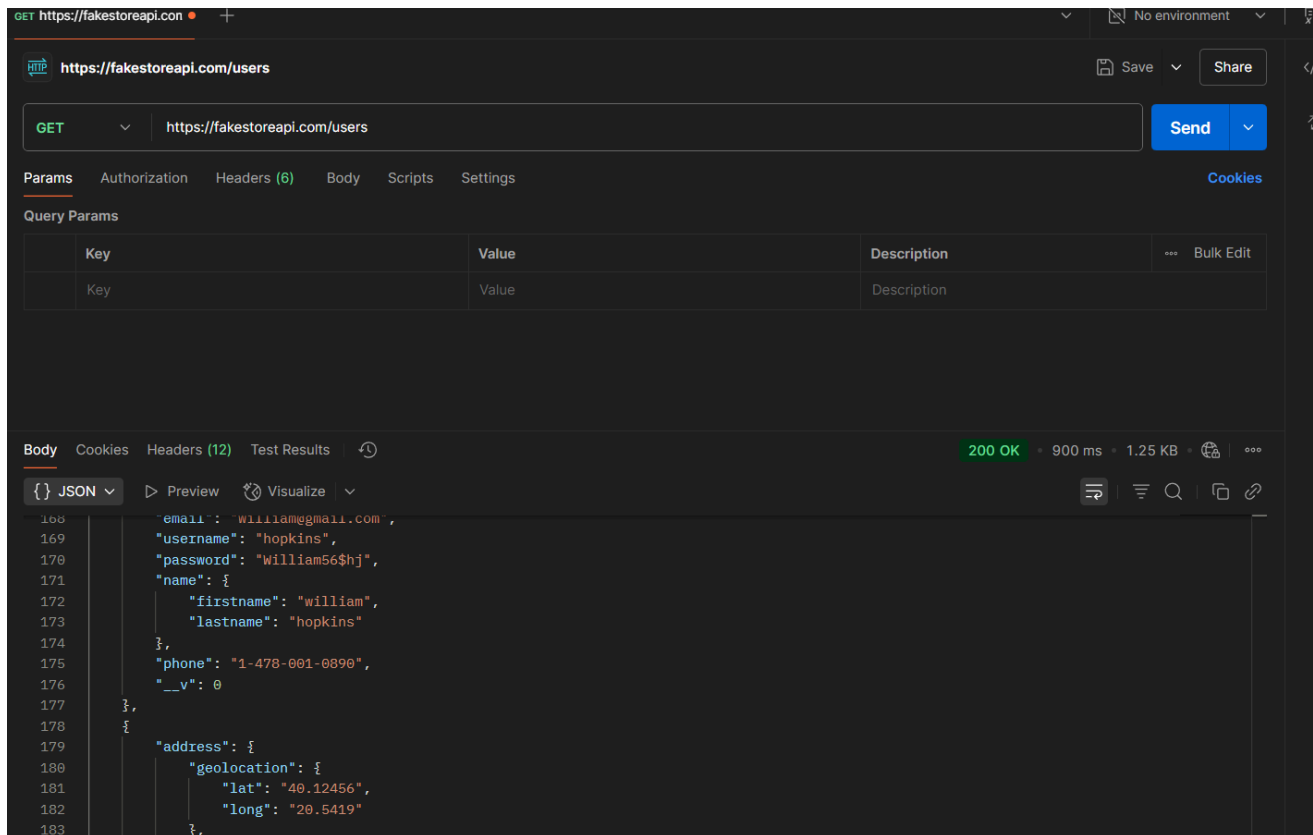 GET https://fakestoreapi.con
No environment
HTTP https://fakestoreapi.com/users
Save Share
GET https://fakestoreapi.com/users Send
Params Authorization Headers (6) Body Scripts Settings Cookies
Query Params
Key Value Description Bulk Edit
Key Value Description
Body Cookies Headers (12) Test Results 200 OK 900 ms 1.25 KB
{} JSON Preview Visualize
168 "email": "william@gmail.com",
169 "username": "hopkins",
170 "password": "William56$hj",
171 "name": {
172 "firstname": "william",
173 "lastname": "hopkins"
174 },
175 "phone": "1-478-001-0890",
176 "__v": 0
177 },
178 {
179 "address": {
180 "geolocation": {
181 "lat": "40.12456",
182 "long": "20.5419"
183 },